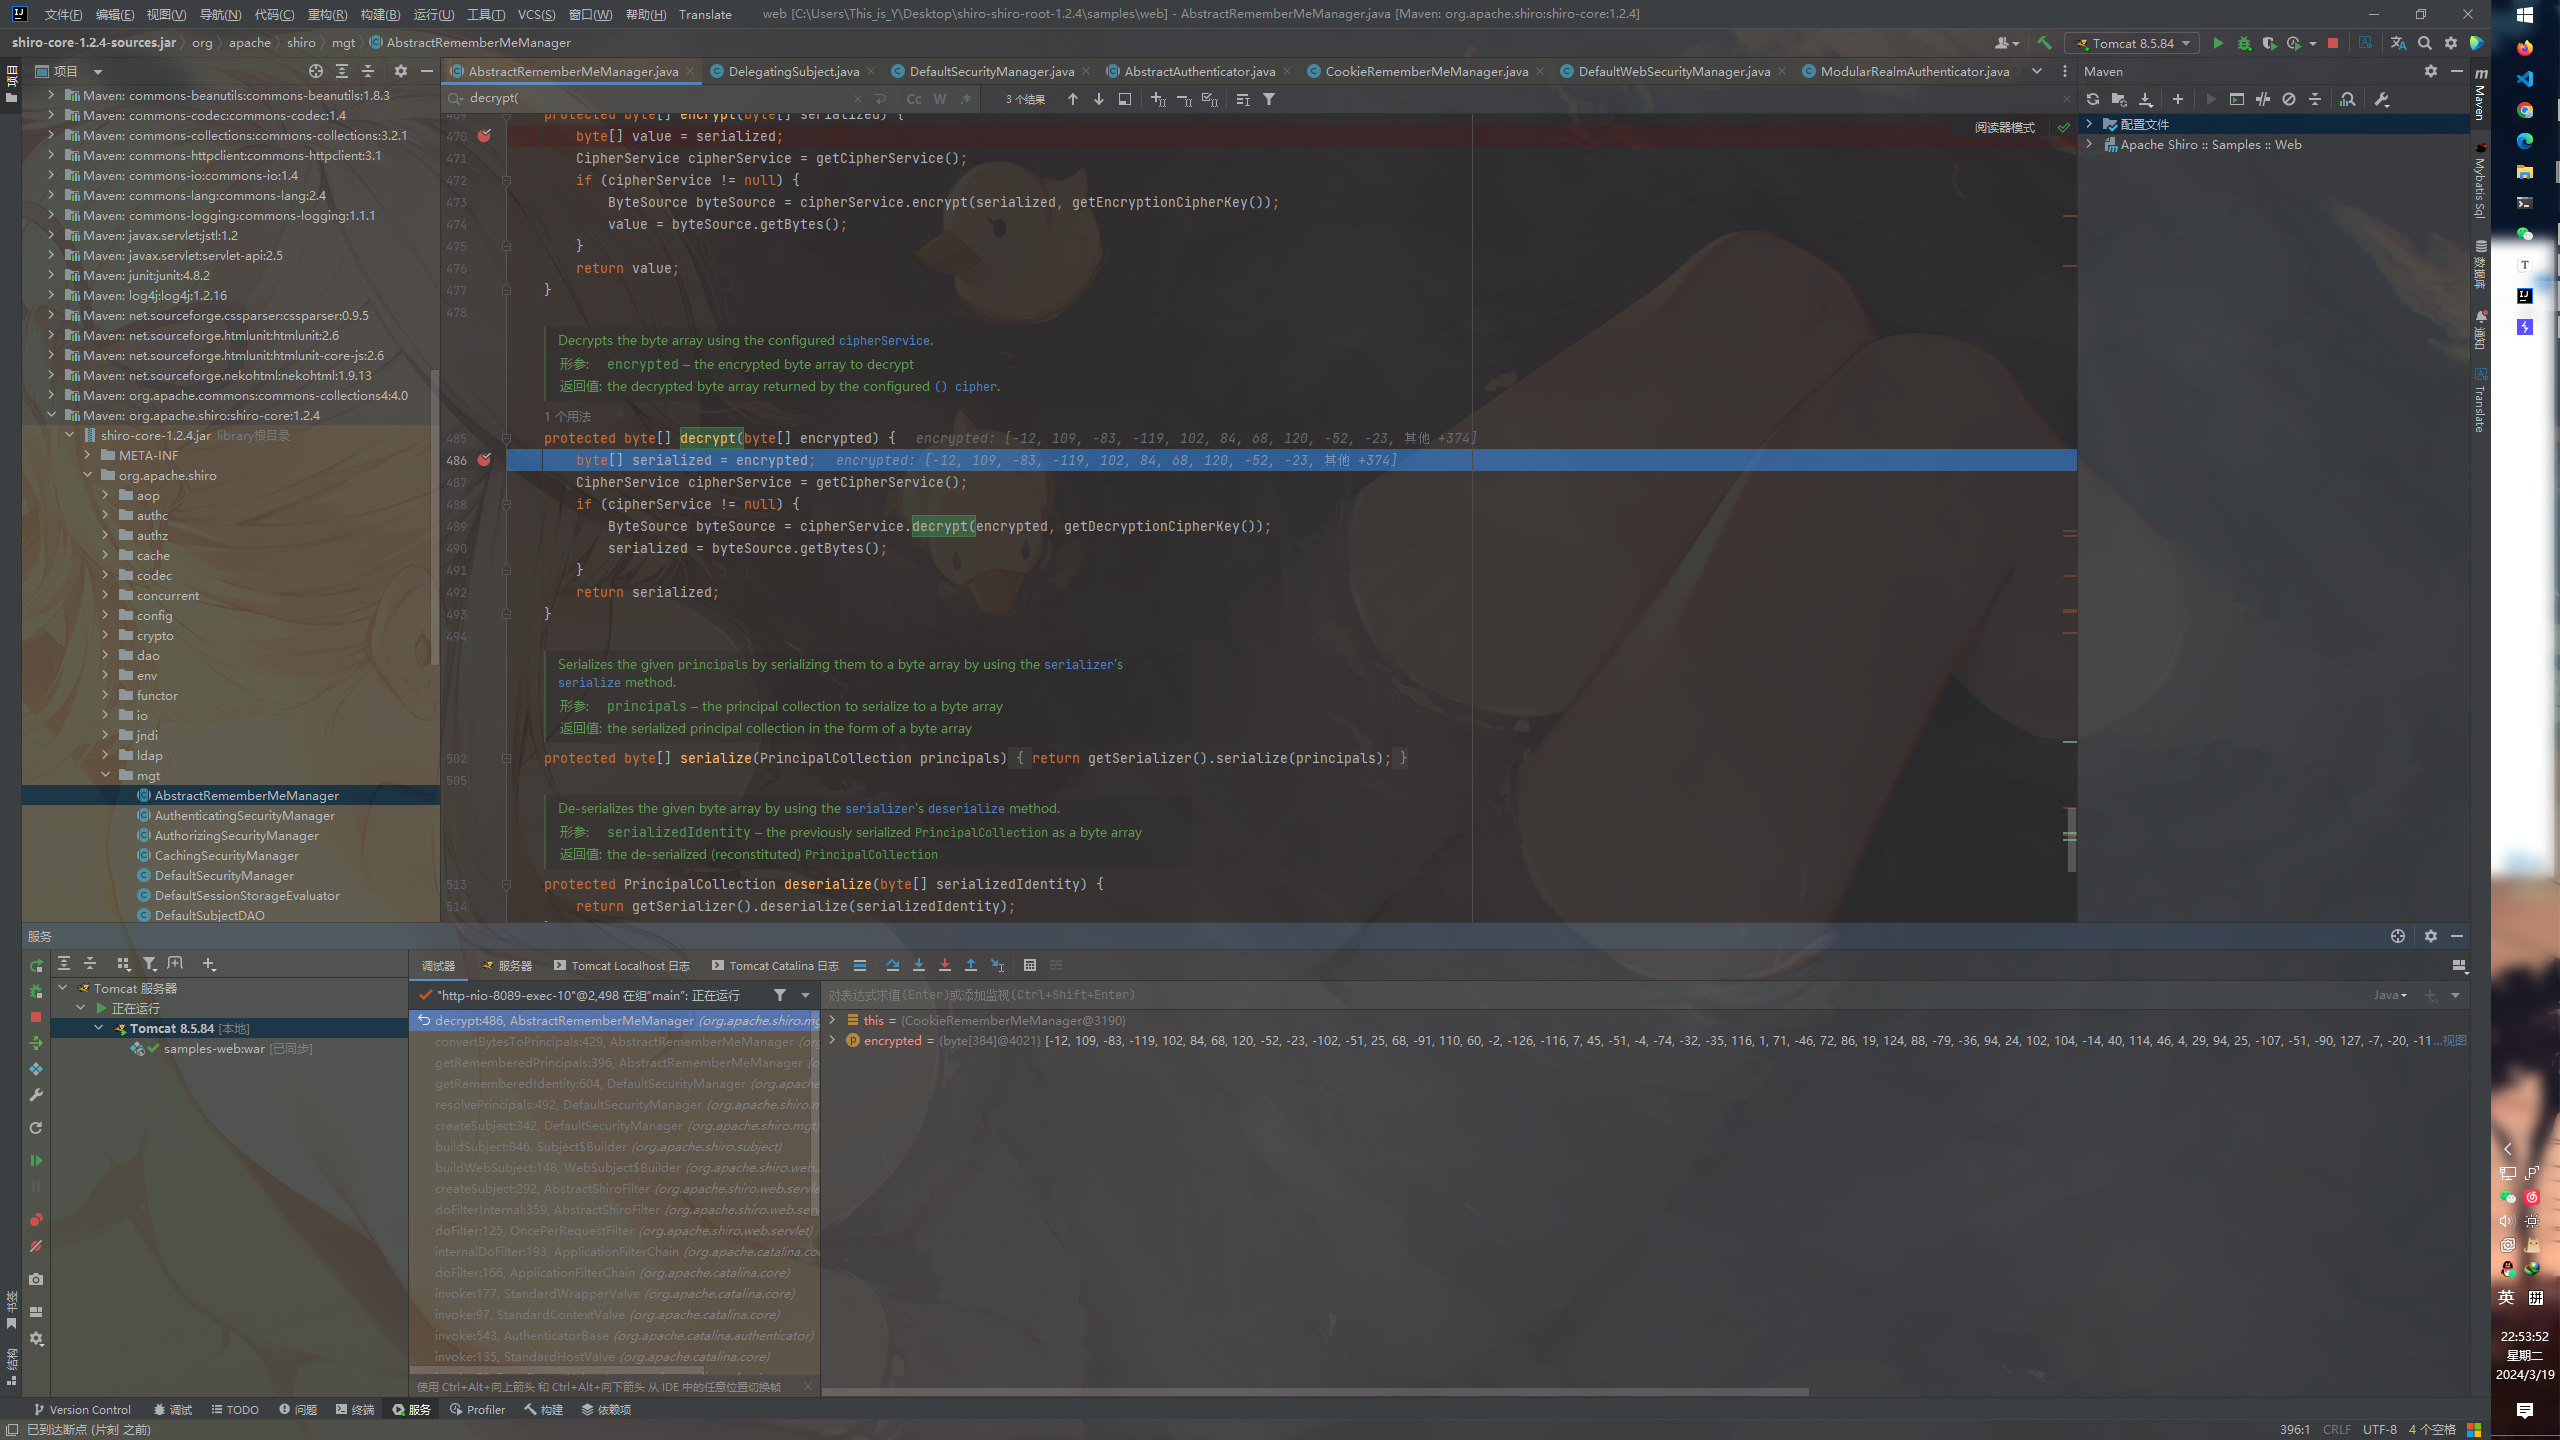 文件(F) 编辑(E) 视图(V) 导航(N) 代码(C) 重构(R) 构建(B) 运行(U) 工具(T) VCS(S) 窗口(W) 帮助(H) Translate web [C:\Users\This_is_Y\Desktop\shiro-shiro-root-1.2.4\samples\web] - AbstractRememberMeManager.java [Maven: org.apache.shiro:shiro-core:1.2.4]
shiro-core-1.2.4-sources.jar org apache shiro mgt AbstractRememberMeManager Tomcat 8.5.84
项目
AbstractRememberMeManager.java DelegatingSubject.java DefaultSecurityManager.java AbstractAuthenticator.java CookieRememberMeManager.java DefaultWebSecurityManager.java ModularRealmAuthenticator.java Maven
decrypt( Cc W .* 3 个结果
Maven: commons-beanutils:commons-beanutils:1.8.3
Maven: commons-codec:commons-codec:1.4
Maven: commons-collections:commons-collections:3.2.1
Maven: commons-httpclient:commons-httpclient:3.1
Maven: commons-io:commons-io:1.4
Maven: commons-lang:commons-lang:2.4
Maven: commons-logging:commons-logging:1.1.1
Maven: javax.servlet:jstl:1.2
Maven: javax.servlet:servlet-api:2.5
Maven: junit:junit:4.8.2
Maven: log4j:log4j:1.2.16
Maven: net.sourceforge.cssparser:cssparser:0.9.5
Maven: net.sourceforge.htmlunit:htmlunit:2.6
Maven: net.sourceforge.htmlunit:htmlunit-core-js:2.6
Maven: net.sourceforge.nekohtml:nekohtml:1.9.13
Maven: org.apache.commons:commons-collections4:4.0
Maven: org.apache.shiro:shiro-core:1.2.4
shiro-core-1.2.4.jar library根目录
META-INF
org.apache.shiro
aop
authc
authz
cache
codec
concurrent
config
crypto
dao
env
functor
io
jndi
ldap
mgt
AbstractRememberMeManager
AuthenticatingSecurityManager
AuthorizingSecurityManager
CachingSecurityManager
DefaultSecurityManager
DefaultSessionStorageEvaluator
DefaultSubjectDAO
469 protected byte[] encrypt(byte[] serialized) {
阅读器模式
470 byte[] value = serialized;
471 CipherService cipherService = getCipherService();
472 if (cipherService != null) {
473 ByteSource byteSource = cipherService.encrypt(serialized, getEncryptionCipherKey());
474 value = byteSource.getBytes();
475 }
476 return value;
477 }
478
Decrypts the byte array using the configured cipherService.
形参: encrypted – the encrypted byte array to decrypt
返回值: the decrypted byte array returned by the configured () cipher.
1 个用法
485 protected byte[] decrypt(byte[] encrypted) { encrypted: [-12, 109, -83, -119, 102, 84, 68, 120, -52, -23, 其他 +374]
486 byte[] serialized = encrypted; encrypted: [-12, 109, -83, -119, 102, 84, 68, 120, -52, -23, 其他 +374]
487 CipherService cipherService = getCipherService();
488 if (cipherService != null) {
489 ByteSource byteSource = cipherService.decrypt(encrypted, getDecryptionCipherKey());
490 serialized = byteSource.getBytes();
491 }
492 return serialized;
493 }
494
Serializes the given principals by serializing them to a byte array by using the serializer's
serialize method.
形参: principals – the principal collection to serialize to a byte array
返回值: the serialized principal collection in the form of a byte array
502 protected byte[] serialize(PrincipalCollection principals) { return getSerializer().serialize(principals); }
505
De-serializes the given byte array by using the serializer's deserialize method.
形参: serializedIdentity – the previously serialized PrincipalCollection as a byte array
返回值: the de-serialized (reconstituted) PrincipalCollection
513 protected PrincipalCollection deserialize(byte[] serializedIdentity) {
514 return getSerializer().deserialize(serializedIdentity);
配置文件
Apache Shiro :: Samples :: Web
Maven
Mybatis Sql
数据库
通知
Translate
项目
书签
结构
服务
Tomcat 服务器
正在运行
Tomcat 8.5.84 [本地]
samples-web:war [已同步]
调试器 服务器 Tomcat Localhost 日志 Tomcat Catalina 日志
"http-nio-8089-exec-10"@2,498 在组"main": 正在运行
decrypt:486, AbstractRememberMeManager (org.apache.shiro.mg
convertBytesToPrincipals:429, AbstractRememberMeManager (org
getRememberedPrincipals:396, AbstractRememberMeManager (o
getRememberedIdentity:604, DefaultSecurityManager (org.apache
resolvePrincipals:492, DefaultSecurityManager (org.apache.shiro.m
createSubject:342, DefaultSecurityManager (org.apache.shiro.mgt)
buildSubject:846, Subject$Builder (org.apache.shiro.subject)
buildWebSubject:148, WebSubject$Builder (org.apache.shiro.web.
createSubject:292, AbstractShiroFilter (org.apache.shiro.web.servle
doFilterInternal:359, AbstractShiroFilter (org.apache.shiro.web.serv
doFilter:125, OncePerRequestFilter (org.apache.shiro.web.servlet)
internalDoFilter:193, ApplicationFilterChain (org.apache.catalina.co
doFilter:166, ApplicationFilterChain (org.apache.catalina.core)
invoke:177, StandardWrapperValve (org.apache.catalina.core)
invoke:97, StandardContextValve (org.apache.catalina.core)
invoke:543, AuthenticatorBase (org.apache.catalina.authenticator)
invoke:135, StandardHostValve (org.apache.catalina.core)
使用 Ctrl+Alt+向上箭头 和 Ctrl+Alt+向下箭头 从 IDE 中的任意位置切换帧
对表达式求值(Enter)或添加监视(Ctrl+Shift+Enter) Java
this = {CookieRememberMeManager@3190}
encrypted = {byte[384]@4021} [-12, 109, -83, -119, 102, 84, 68, 120, -52, -23, -102, -51, 25, 68, -91, 110, 60, -2, -126, -116, 7, 45, -51, -4, -74, -32, -35, 116, 1, 71, -46, 72, 86, 19, 124, 88, -79, -36, 94, 24, 102, 104, -14, 40, 114, 46, 4, 29, 94, 25, -107, -51, -90, 127, -7, -20, -11 ...视图
Version Control 调试 TODO 问题 终端 服务 Profiler 构建 依赖项
已到达断点 (片刻 之前) 396:1 CRLF UTF-8 4 个空格
英 拼
22:53:52
星期二
2024/3/19